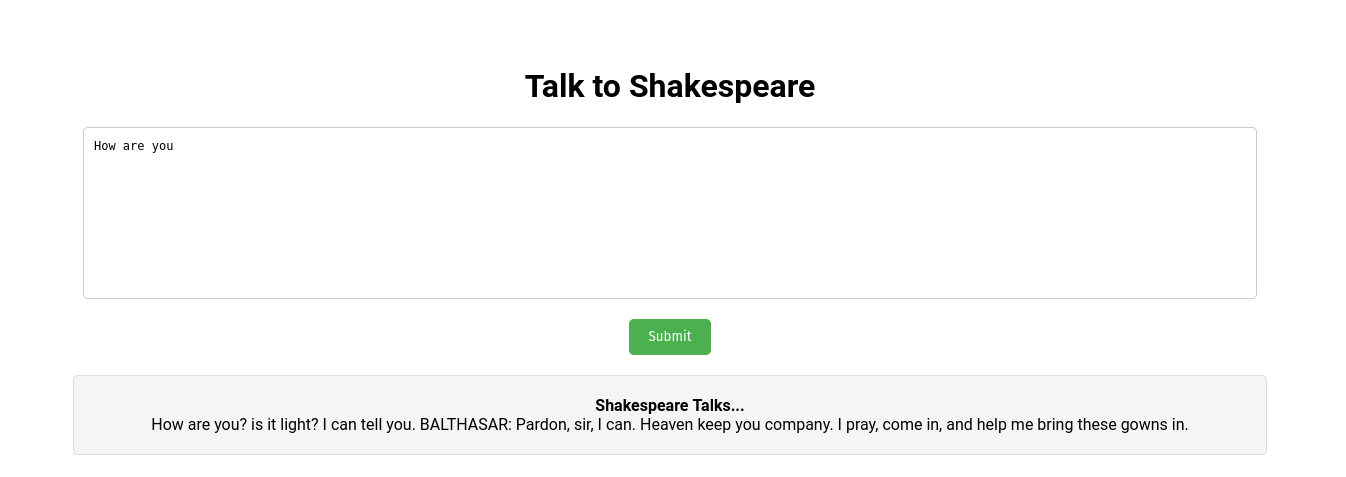 Talk to Shakespeare
How are you
Submit
Shakespeare Talks...
How are you? is it light? I can tell you. BALTHASAR: Pardon, sir, I can. Heaven keep you company. I pray, come in, and help me bring these gowns in.